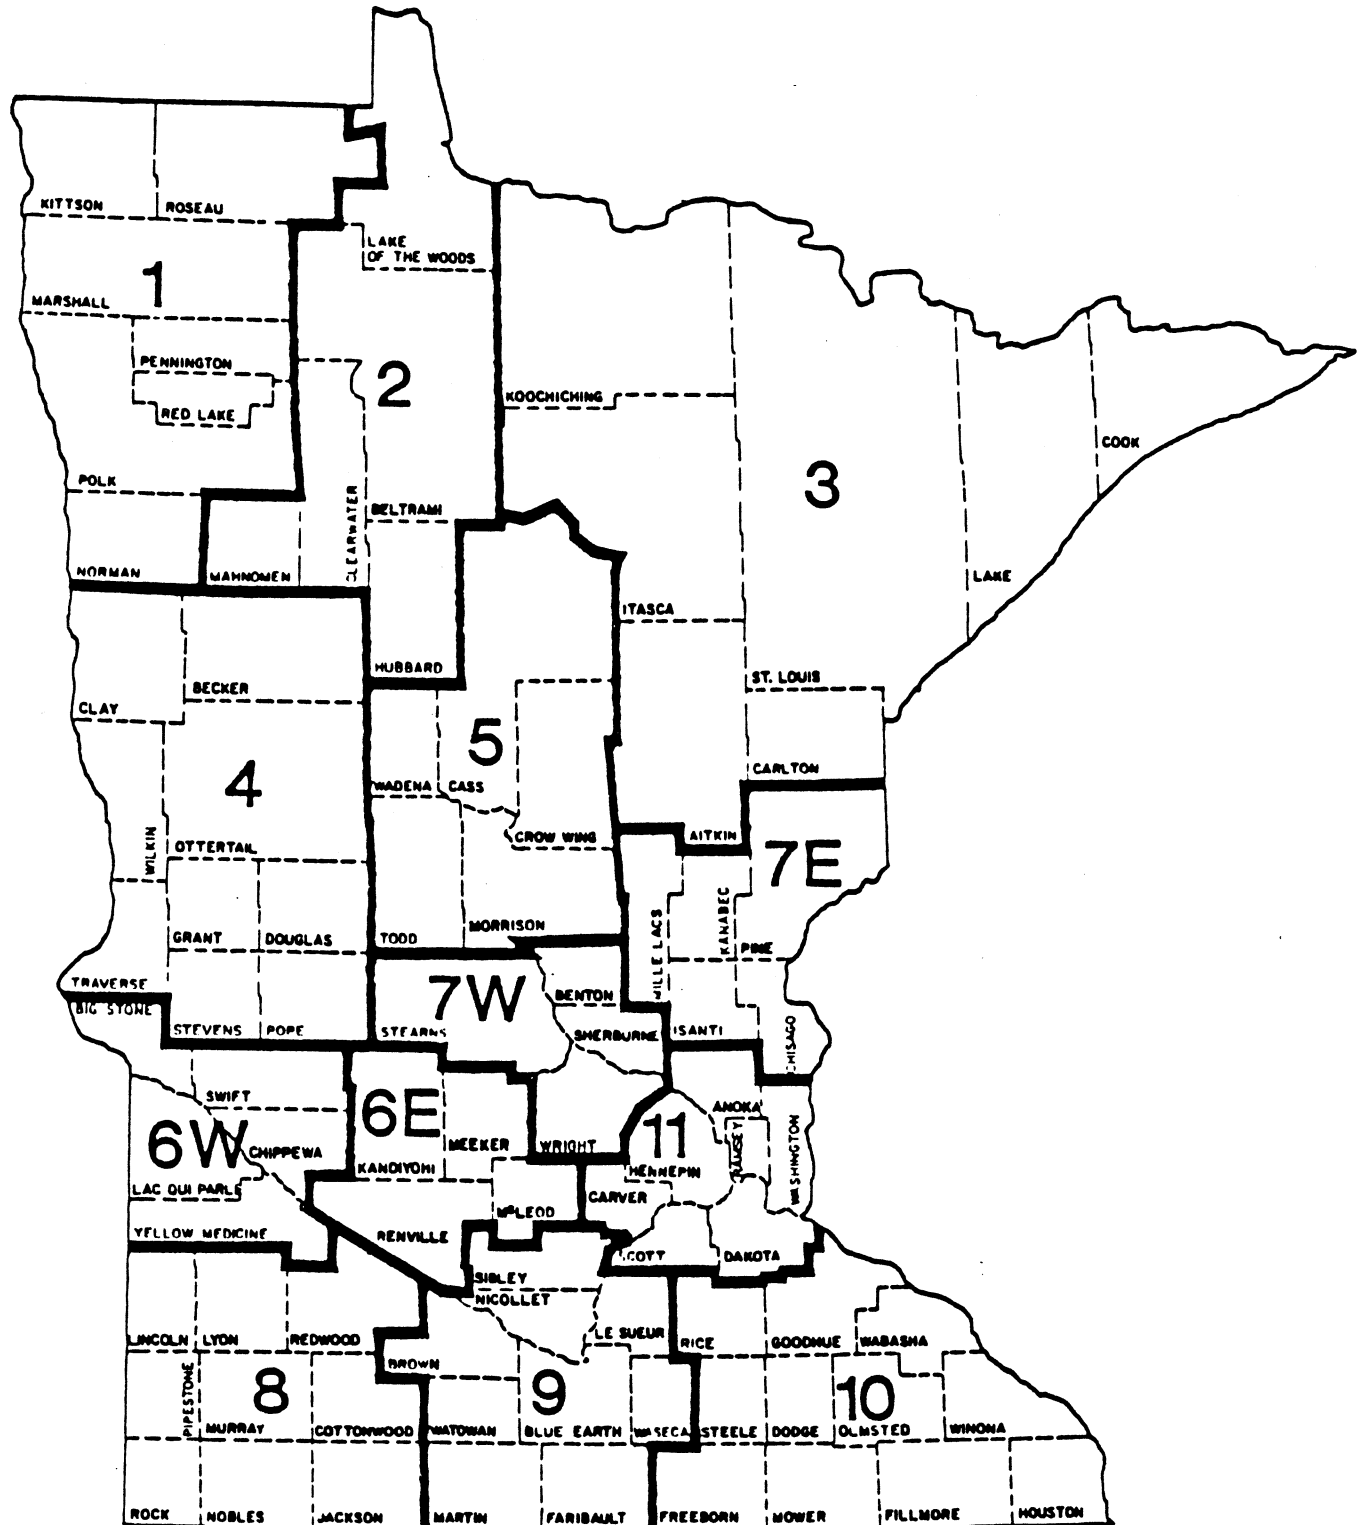 KITTSON
ROSEAU
LAKE
OF THE WOODS
1
MARSHALL
PENNINGTON
2
KOOCHICHING
RED LAKE
COOK
POLK
3
CLEARWATER
BELTRAMI
NORMAN
MAHNOMEN
LAKE
ITASCA
HUBBARD
ST. LOUIS
BECKER
CLAY
5
CARLTON
4
WADENA
CASS
AITKIN
CROW WING
OTTERTAIL
WILKIN
7E
KANABEC
MORRISON
GRANT
DOUGLAS
TODD
MILLE LACS
PINE
TRAVERSE
7W
BENTON
BIG STONE
STEVENS
POPE
STEARNS
SHERBURNE
ISANTI
CHISAGO
SWIFT
6E
ANOKA
6W
CHIPPEWA
MEEKER
WRIGHT
11
RAMSEY
WASHINGTON
KANDIYOHI
HENNEPIN
LAC QUI PARLE
CARVER
McLEOD
YELLOW MEDICINE
RENVILLE
SCOTT
DAKOTA
SIBLEY
NICOLLET
LINCOLN
LYON
REDWOOD
LE SUEUR
RICE
GOODHUE
WABASHA
BROWN
PIPESTONE
8
9
10
MURRAY
COTTONWOOD
WATOWAN
BLUE EARTH
WASECA
STEELE
DODGE
OLMSTED
WINONA
ROCK
NOBLES
JACKSON
MARTIN
FARIBAULT
FREEBORN
MOWER
FILLMORE
HOUSTON